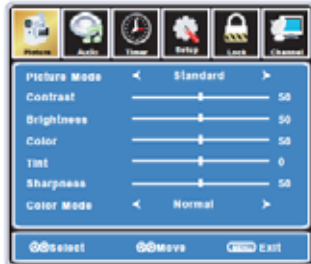 Picture Audio Timer Setup Lock Channel
Picture Mode Standard
Contrast 50
Brightness 50
Color 50
Tint 0
Sharpness 50
Color Mode Normal
Select Move MENU Exit